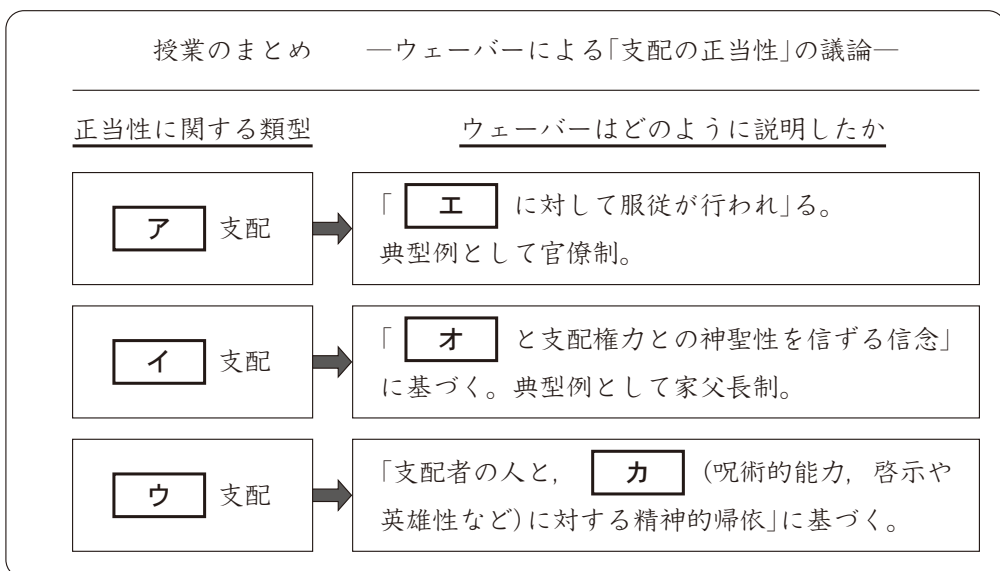 授業のまとめ　―ウェーバーによる「支配の正当性」の議論―
正当性に関する類型　ウェーバーはどのように説明したか
ア 支配
「 エ に対して服従が行われ」る。
典型例として官僚制。
イ 支配
「 オ と支配権力との神聖性を信ずる信念」
に基づく。典型例として家父長制。
ウ 支配
「支配者の人と， カ （呪術的能力，啓示や
英雄性など）に対する精神的帰依」に基づく。